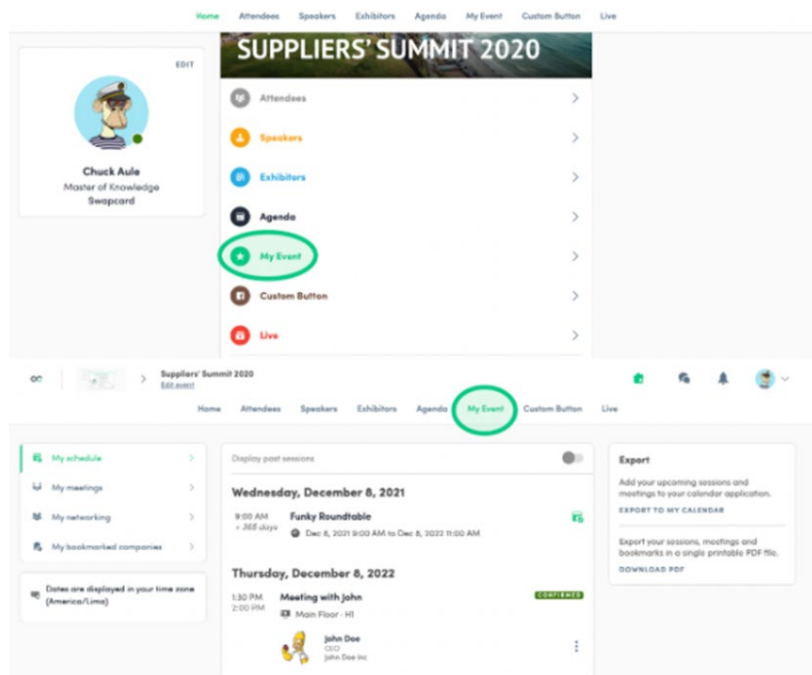 Home Attendees Speakers Exhibitors Agenda My Event Custom Button Live
EDIT
Chuck Aule
Master of Knowledge
Swapcard
SUPPLIERS' SUMMIT 2020
Attendees
Speakers
Exhibitors
Agenda
My Event
Custom Button
Live
Suppliers' Summit 2020
Edit event
Home Attendees Speakers Exhibitors Agenda My Event Custom Button Live
My schedule
My meetings
My networking
My bookmarked companies
Dates are displayed in your time zone
(America/Lima)
Display past sessions
Wednesday, December 8, 2021
9:00 AM Funky Roundtable
+ 365 days Dec 8, 2021 9:00 AM to Dec 8, 2022 11:00 AM
Thursday, December 8, 2022
1:30 PM Meeting with John CONFIRMED
2:00 PM Main Floor - H1
John Doe
CEO
John Doe Inc
Export
Add your upcoming sessions and
meetings to your calendar application.
EXPORT TO MY CALENDAR
Export your sessions, meetings and
bookmarks in a single printable PDF file.
DOWNLOAD PDF